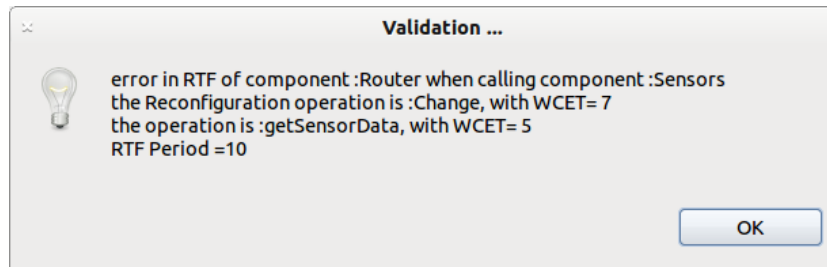 Validation ...
error in RTF of component :Router when calling component :Sensors
the Reconfiguration operation is :Change, with WCET= 7
the operation is :getSensorData, with WCET= 5
RTF Period =10
OK